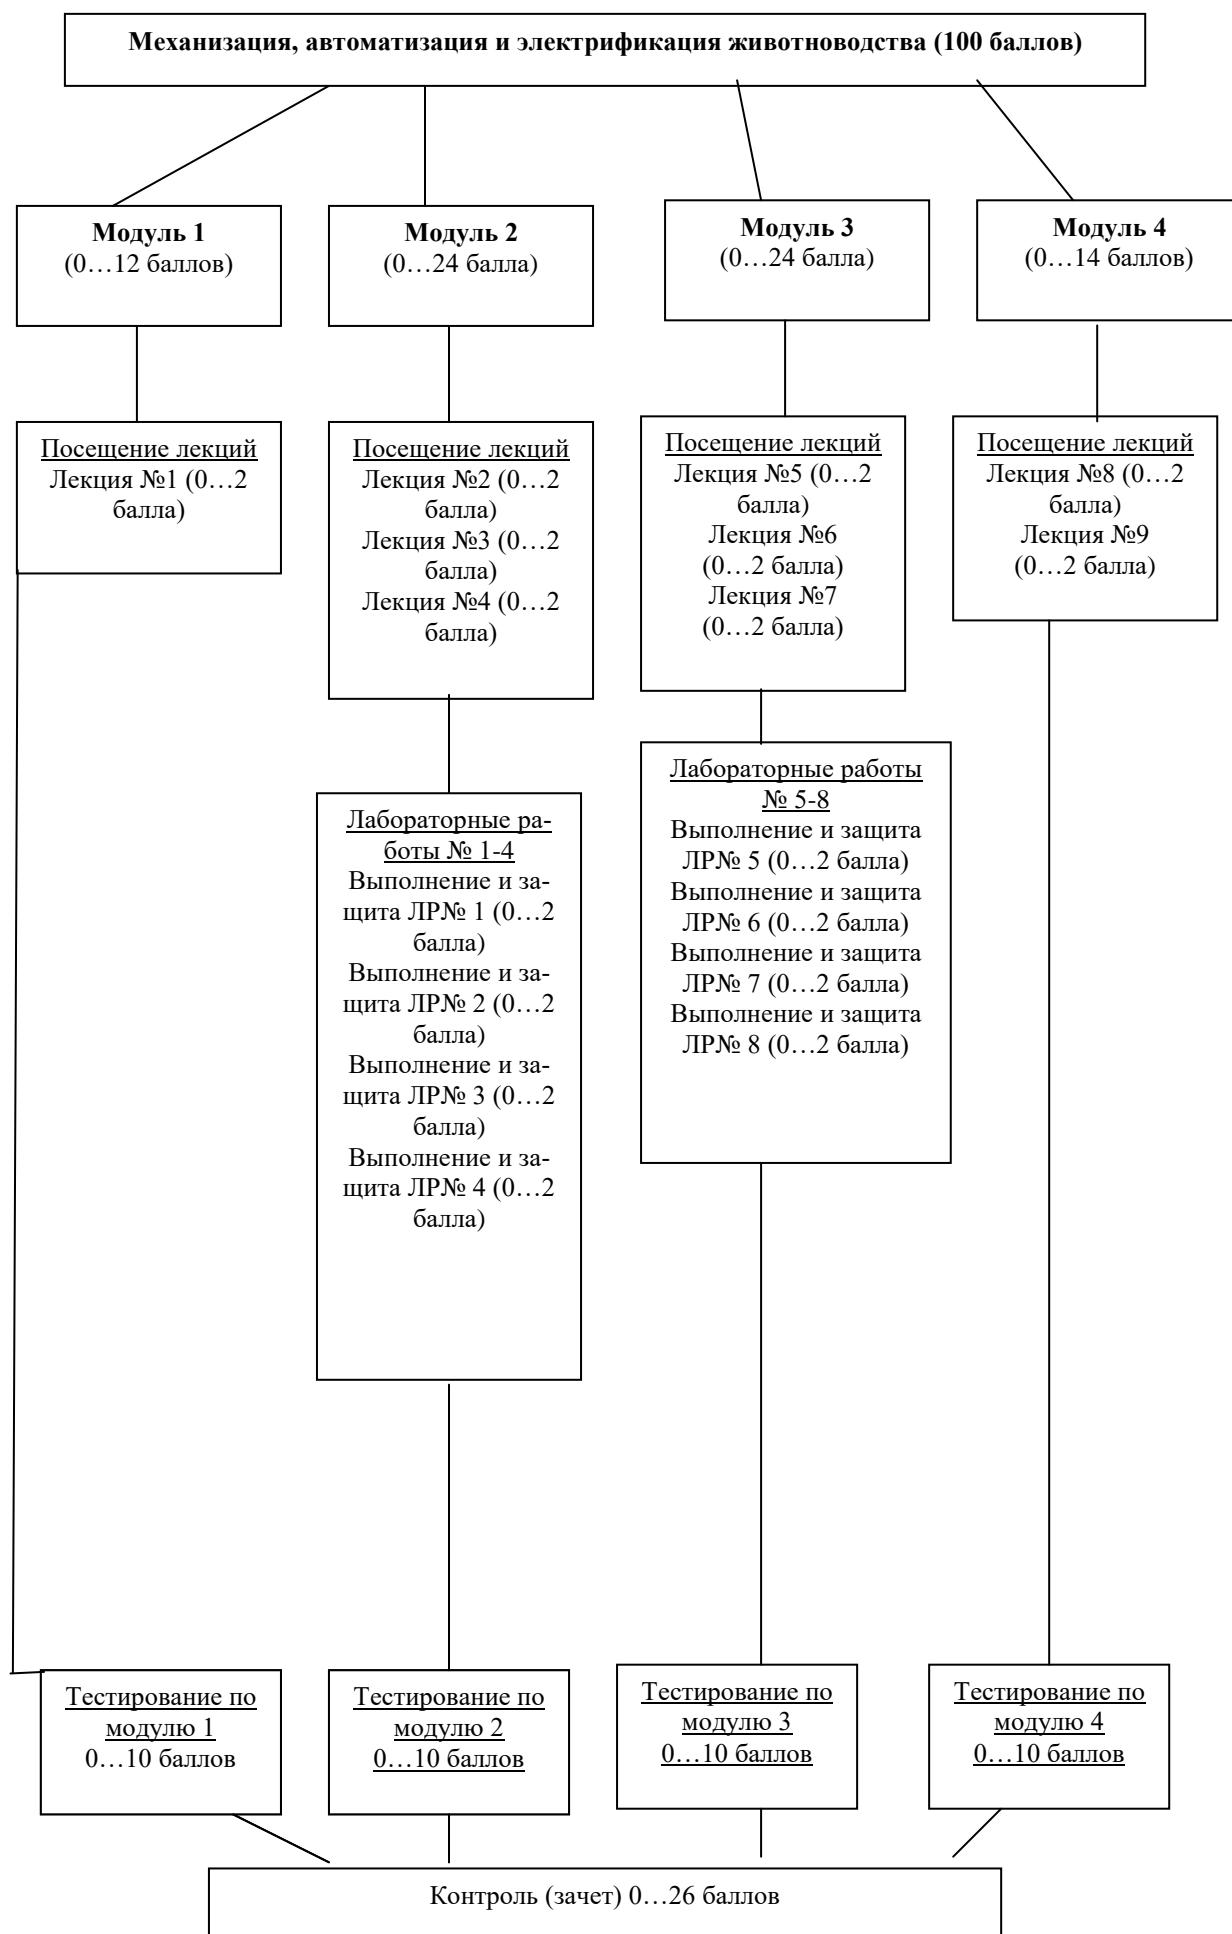 Механизация, автоматизация и электрификация животноводства (100 баллов)
Модуль 1
(0…12 баллов)
Модуль 2
(0…24 балла)
Модуль 3
(0…24 балла)
Модуль 4
(0…14 баллов)
Посещение лекций
Лекция №1 (0…2
балла)
Посещение лекций
Лекция №2 (0…2
балла)
Лекция №3 (0…2
балла)
Лекция №4 (0…2
балла)
Посещение лекций
Лекция №5 (0…2
балла)
Лекция №6
(0…2 балла)
Лекция №7
(0…2 балла)
Посещение лекций
Лекция №8 (0…2
балла)
Лекция №9
(0…2 балла)
Лабораторные ра-
боты № 1-4
Выполнение и за-
щита ЛР№ 1 (0…2
балла)
Выполнение и за-
щита ЛР№ 2 (0…2
балла)
Выполнение и за-
щита ЛР№ 3 (0…2
балла)
Выполнение и за-
щита ЛР№ 4 (0…2
балла)
Лабораторные работы
№ 5-8
Выполнение и защита
ЛР№ 5 (0…2 балла)
Выполнение и защита
ЛР№ 6 (0…2 балла)
Выполнение и защита
ЛР№ 7 (0…2 балла)
Выполнение и защита
ЛР№ 8 (0…2 балла)
Тестирование по
модулю 1
0…10 баллов
Тестирование по
модулю 2
0…10 баллов
Тестирование по
модулю 3
0…10 баллов
Тестирование по
модулю 4
0…10 баллов
Контроль (зачет) 0…26 баллов